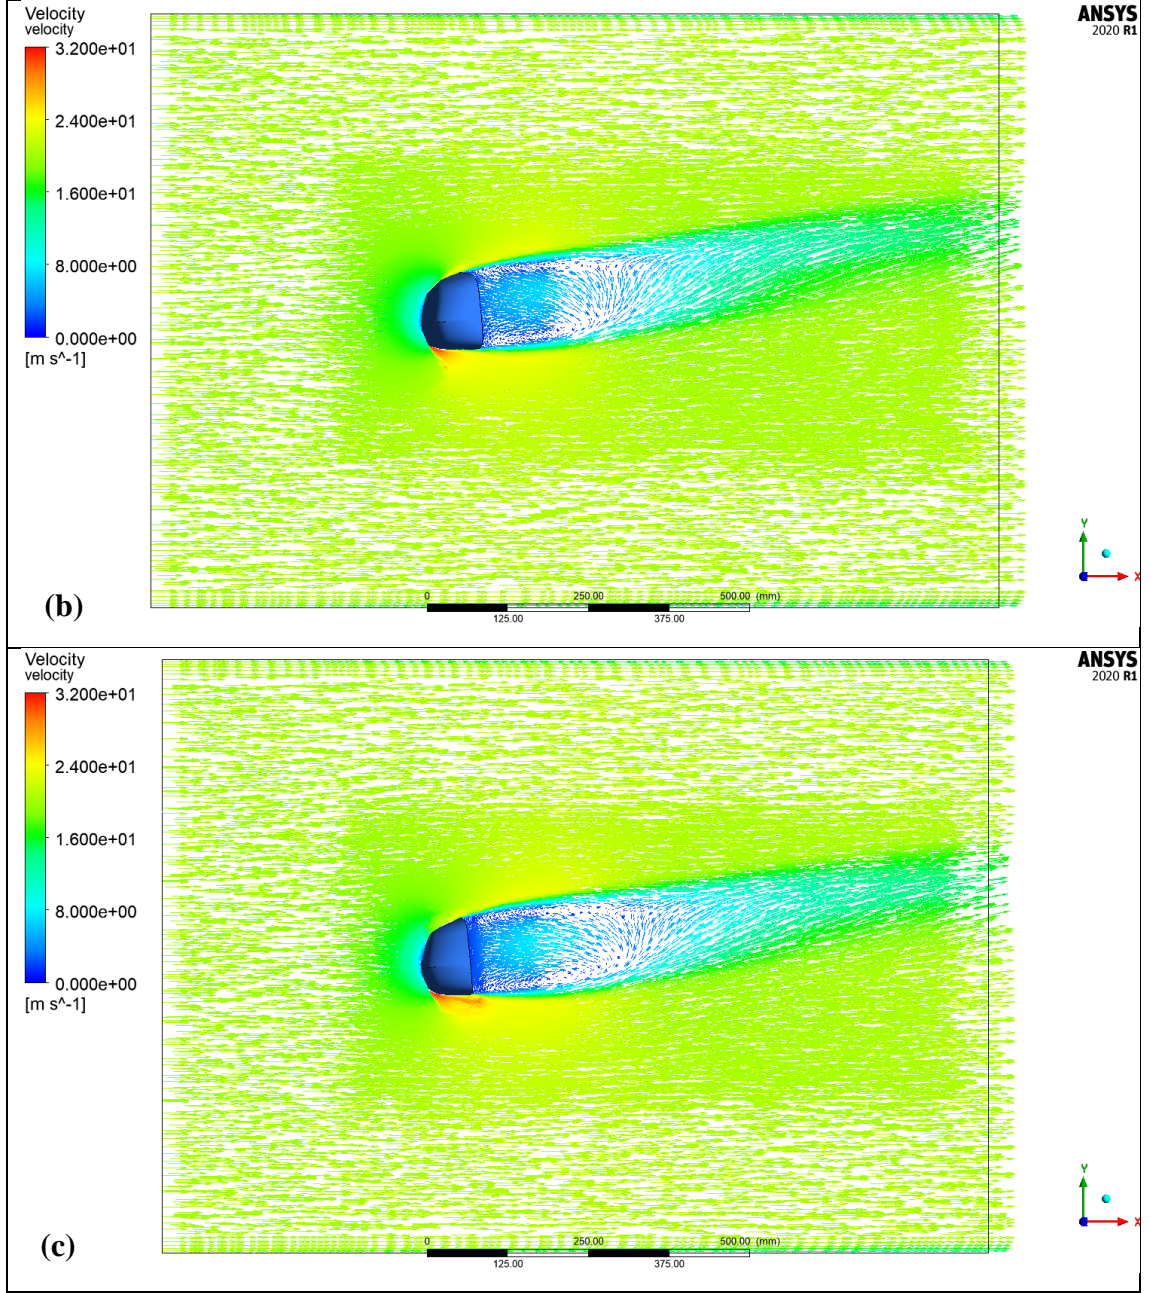 Velocity
velocity
3.200e+01
2.400e+01
1.600e+01
8.000e+00
0.000e+00
[m s^-1]
ANSYS
2020 R1
Y
X
(b)
0 250.00 500.00 (mm)
125.00 375.00
Velocity
velocity
3.200e+01
2.400e+01
1.600e+01
8.000e+00
0.000e+00
[m s^-1]
ANSYS
2020 R1
Y
X
(c)
0 250.00 500.00 (mm)
125.00 375.00